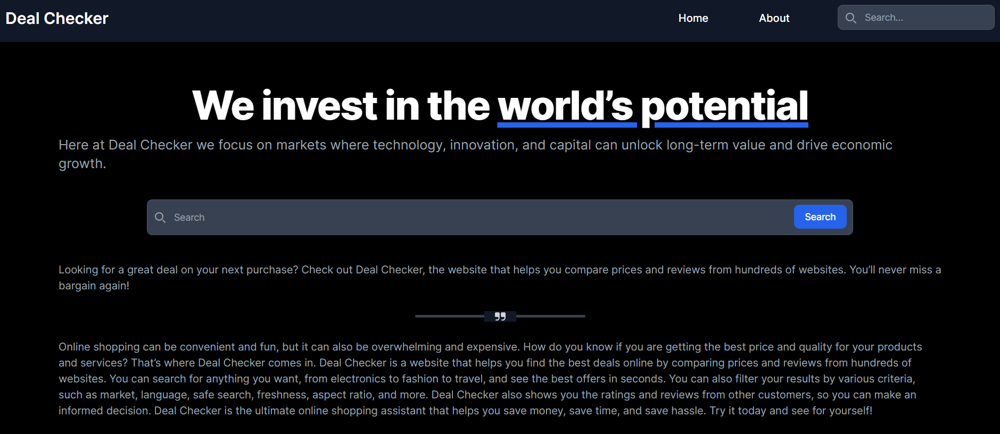 Deal Checker
Home
About
Search...
We invest in the world’s potential
Here at Deal Checker we focus on markets where technology, innovation, and capital can unlock long-term value and drive economic
growth.
Search
Search
Looking for a great deal on your next purchase? Check out Deal Checker, the website that helps you compare prices and reviews from hundreds of websites. You’ll never miss a
bargain again!
Online shopping can be convenient and fun, but it can also be overwhelming and expensive. How do you know if you are getting the best price and quality for your products
and services? That’s where Deal Checker comes in. Deal Checker is a website that helps you find the best deals online by comparing prices and reviews from hundreds of
websites. You can search for anything you want, from electronics to fashion to travel, and see the best offers in seconds. You can also filter your results by various criteria,
such as market, language, safe search, freshness, aspect ratio, and more. Deal Checker also shows you the ratings and reviews from other customers, so you can make an
informed decision. Deal Checker is the ultimate online shopping assistant that helps you save money, save time, and save hassle. Try it today and see for yourself!